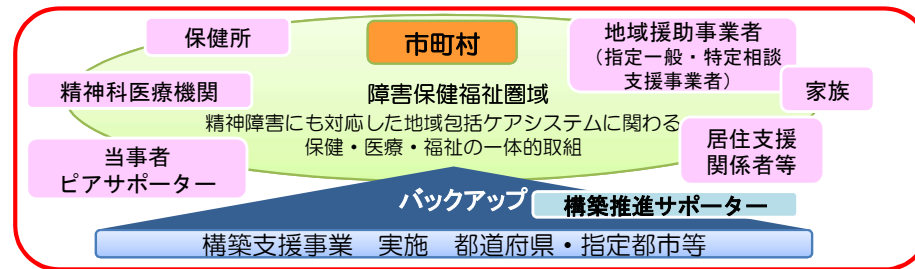 保健所
市町村
地域援助事業者
（指定一般・特定相談
支援事業者）
精神科医療機関
障害保健福祉圏域
家族
精神障害にも対応した地域包括ケアシステムに関わる
保健・医療・福祉の一体的取組
当事者
ピアサポーター
居住支援
関係者等
バックアップ
構築推進サポーター
構築支援事業　実施　都道府県・指定都市等